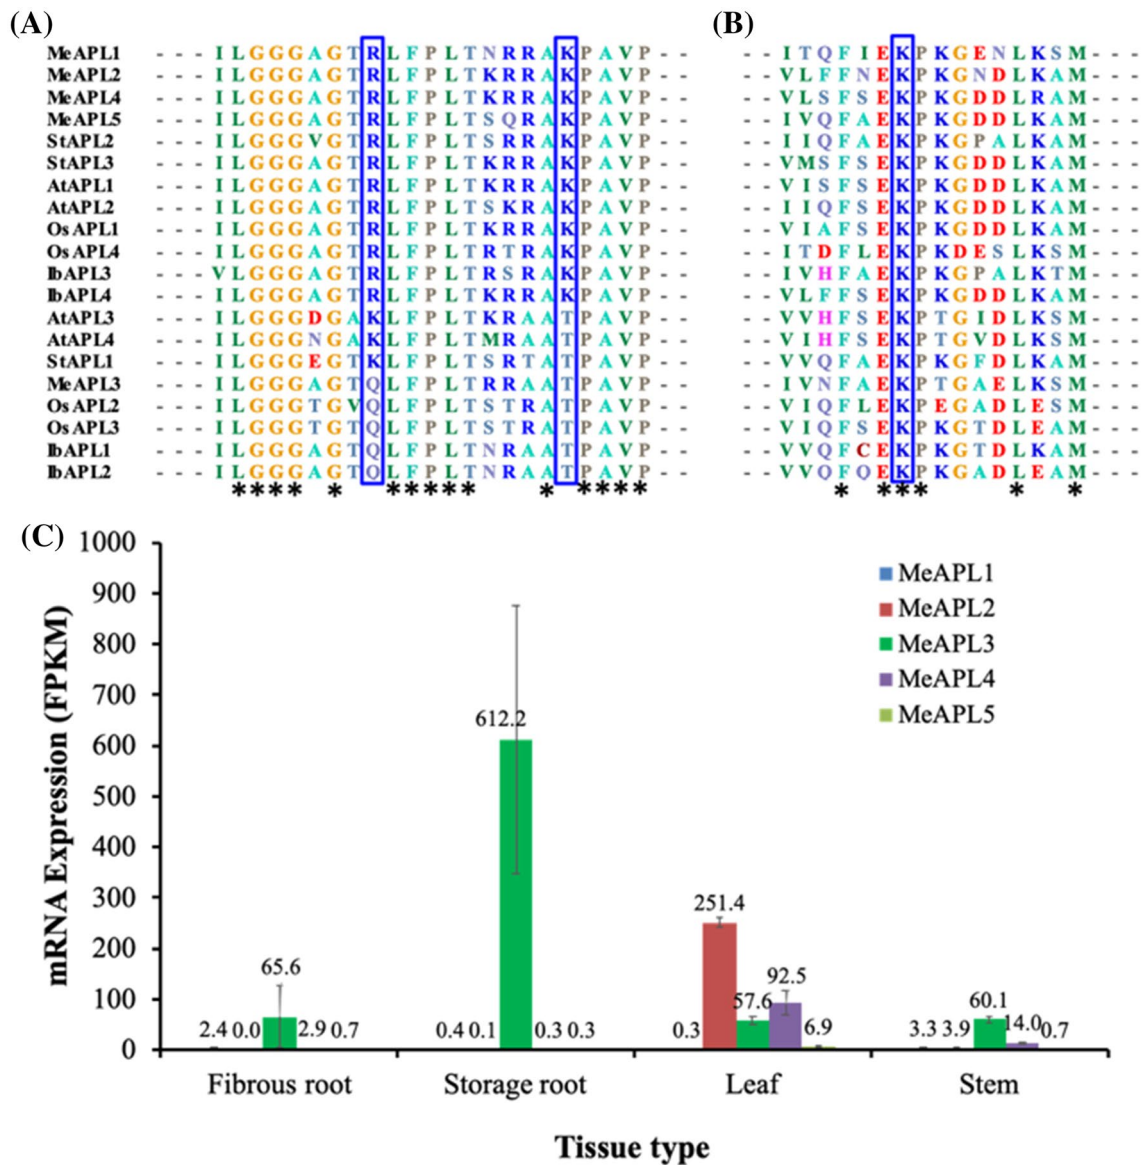 (A)
MeAPL1 - - - I L G G G A G T R L F P L T N R R A K P A V P - - -
MeAPL2 - - - I L G G G A G T R L F P L T K R R A K P A V P - - -
MeAPL4 - - - I L G G G A G T R L F P L T K R R A K P A V P - - -
MeAPL5 - - - I L G G G A G T R L F P L T S Q R A K P A V P - - -
StAPL2 - - - I L G G G V G T R L F P L T S R R A K P A V P - - -
StAPL3 - - - I L G G G A G T R L F P L T K R R A K P A V P - - -
AtAPL1 - - - I L G G G A G T R L F P L T K R R A K P A V P - - -
AtAPL2 - - - I L G G G A G T R L F P L T S K R A K P A V P - - -
OsAPL1 - - - I L G G G A G T R L F P L T K R R A K P A V P - - -
OsAPL4 - - - I L G G G A G T R L F P L T R T R A K P A V P - - -
IbAPL3 - - - V L G G G A G T R L F P L T R S R A K P A V P - - -
IbAPL4 - - - I L G G G A G T R L F P L T K R R A K P A V P - - -
AtAPL3 - - - I L G G G D G A K L F P L T K R A A T P A V P - - -
AtAPL4 - - - I L G G G N G A K L F P L T M R A A T P A V P - - -
StAPL1 - - - I L G G G E G T K L F P L T S R T A T P A V P - - -
MeAPL3 - - - I L G G G A G T Q L F P L T R R A A T P A V P - - -
OsAPL2 - - - I L G G G T G V Q L F P L T S T R A T P A V P - - -
OsAPL3 - - - I L G G G T G T Q L F P L T S T R A T P A V P - - -
IbAPL1 - - - I L G G G A G T Q L F P L T N R A A T P A V P - - -
IbAPL2 - - - I L G G G A G T Q L F P L T N R A A T P A V P - - -
* * * * * * * * * * * * * * *
(B)
I T Q F I E K P K G E N L K S M - - -
V L F F N E K P K G N D L K A M - - -
V L S F S E K P K G D D L R A M - - -
I V Q F A E K P K G D D L K A M - - -
I I Q F A E K P K G P A L K A M - - -
V M S F S E K P K G D D L K A M - - -
V I S F S E K P K G D D L K A M - - -
I I Q F S E K P K G D D L K A M - - -
V I A F S E K P K G D D L K A M - - -
I T D F L E K P K D E S L K S M - - -
I V H F A E K P K G P A L K T M - - -
V L F F S E K P K G D D L K A M - - -
V V H F S E K P T G I D L K S M - - -
V I H F S E K P T G V D L K S M - - -
V V Q F A E K P K G F D L K A M - - -
I V N F A E K P T G A E L K S M - - -
V I Q F L E K P E G A D L E S M - - -
V I Q F S E K P K G T D L E A M - - -
V V Q F C E K P K G T D L K A M - - -
V V Q F Q E K P K G A D L E A M - - -
* * * * * *
(C)
mRNA Expression (FPKM)
1000
900
800
700
600
500
400
300
200
100
0
MeAPL1
MeAPL2
MeAPL3
MeAPL4
MeAPL5
2.4 0.0 65.6 2.9 0.7
0.4 0.1 612.2 0.3 0.3
0.3 251.4 57.6 92.5 6.9
3.3 3.9 60.1 14.0 0.7
Fibrous root Storage root Leaf Stem
Tissue type